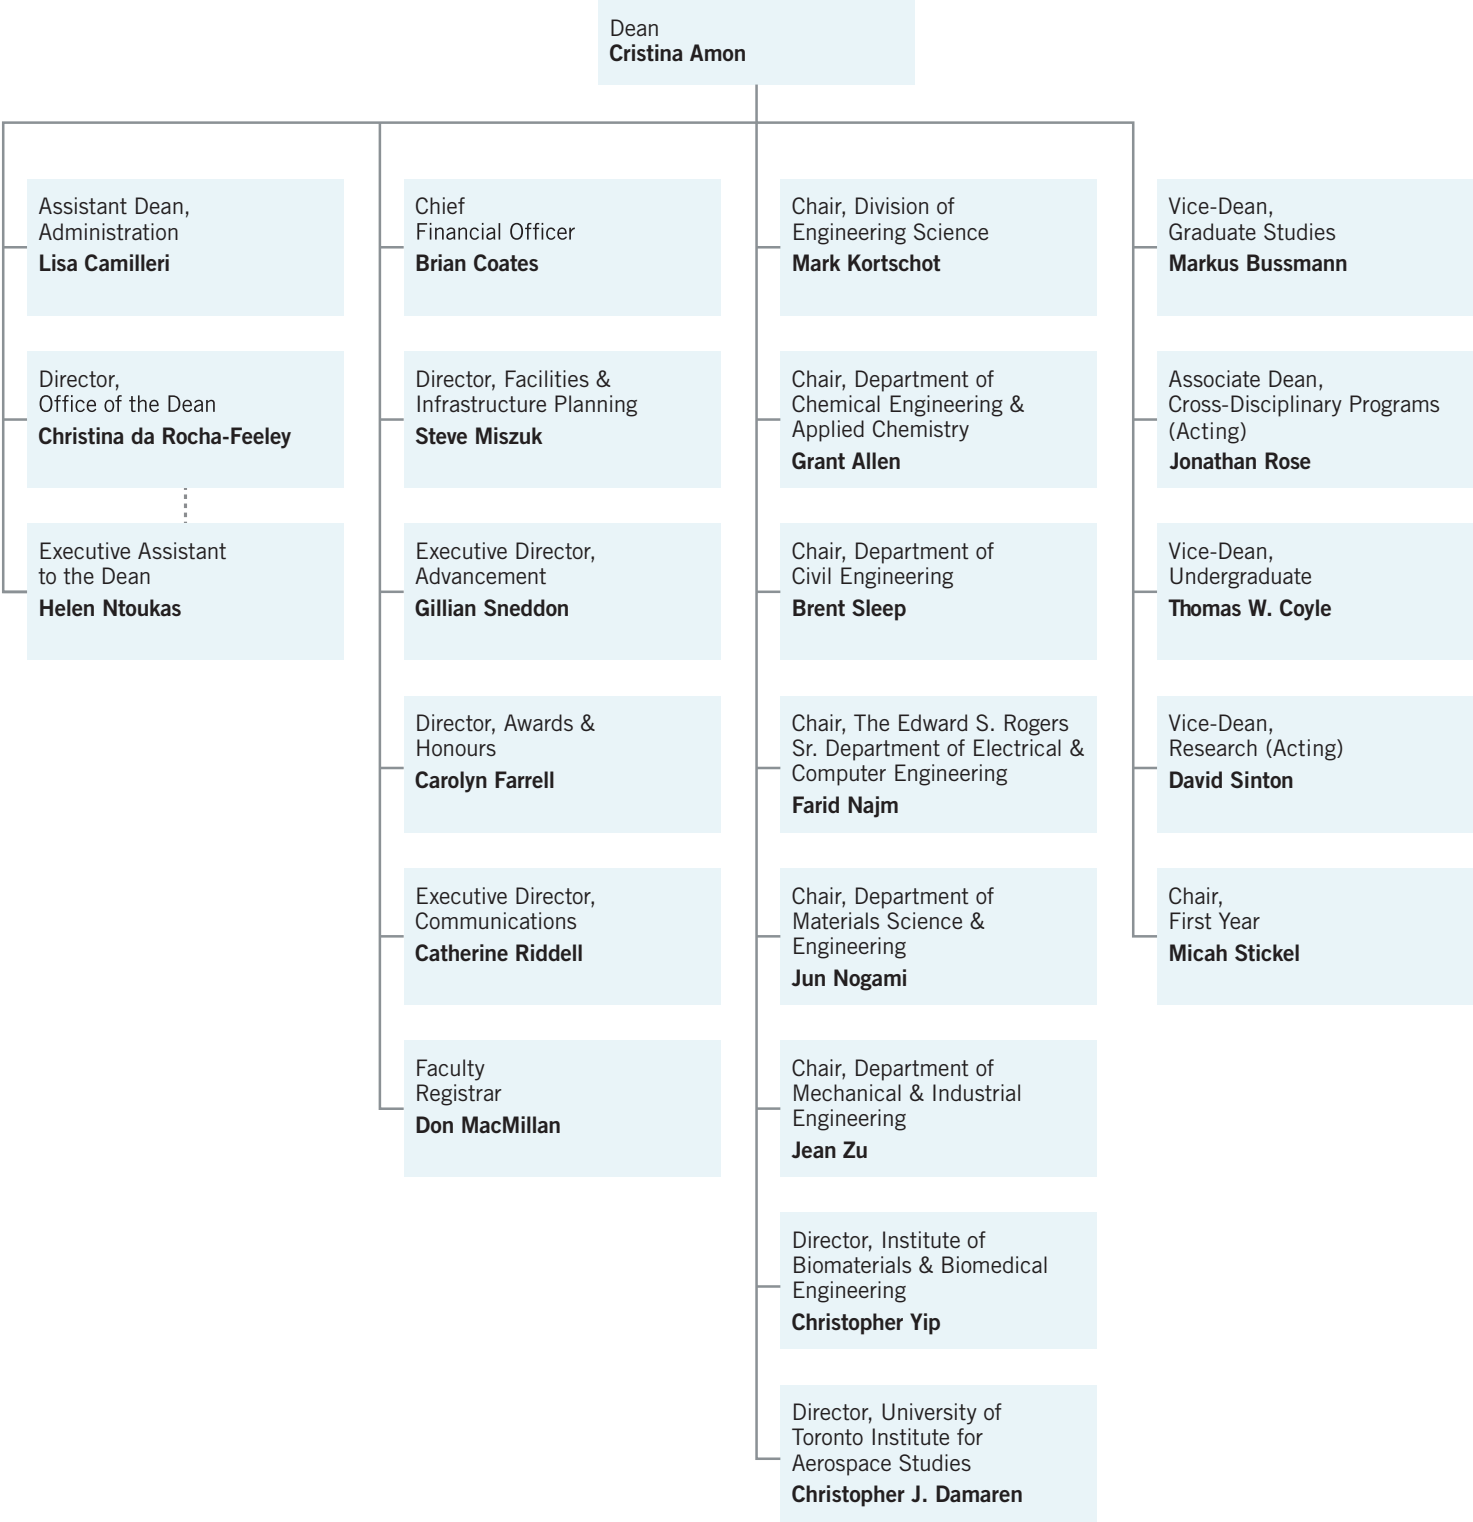 Dean
Cristina Amon
Assistant Dean,
Administration
Lisa Camilleri
Director,
Office of the Dean
Christina da Rocha-Feeley
Executive Assistant
to the Dean
Helen Ntoukas
Chief
Financial Officer
Brian Coates
Director, Facilities &
Infrastructure Planning
Steve Miszuk
Executive Director,
Advancement
Gillian Sneddon
Director, Awards &
Honours
Carolyn Farrell
Executive Director,
Communications
Catherine Riddell
Faculty
Registrar
Don MacMillan
Chair, Division of
Engineering Science
Mark Kortschot
Chair, Department of
Chemical Engineering &
Applied Chemistry
Grant Allen
Chair, Department of
Civil Engineering
Brent Sleep
Chair, The Edward S. Rogers
Sr. Department of Electrical &
Computer Engineering
Farid Najm
Chair, Department of
Materials Science &
Engineering
Jun Nogami
Chair, Department of
Mechanical & Industrial
Engineering
Jean Zu
Director, Institute of
Biomaterials & Biomedical
Engineering
Christopher Yip
Director, University of
Toronto Institute for
Aerospace Studies
Christopher J. Damaren
Vice-Dean,
Graduate Studies
Markus Bussmann
Associate Dean,
Cross-Disciplinary Programs
(Acting)
Jonathan Rose
Vice-Dean,
Undergraduate
Thomas W. Coyle
Vice-Dean,
Research (Acting)
David Sinton
Chair,
First Year
Micah Stickel